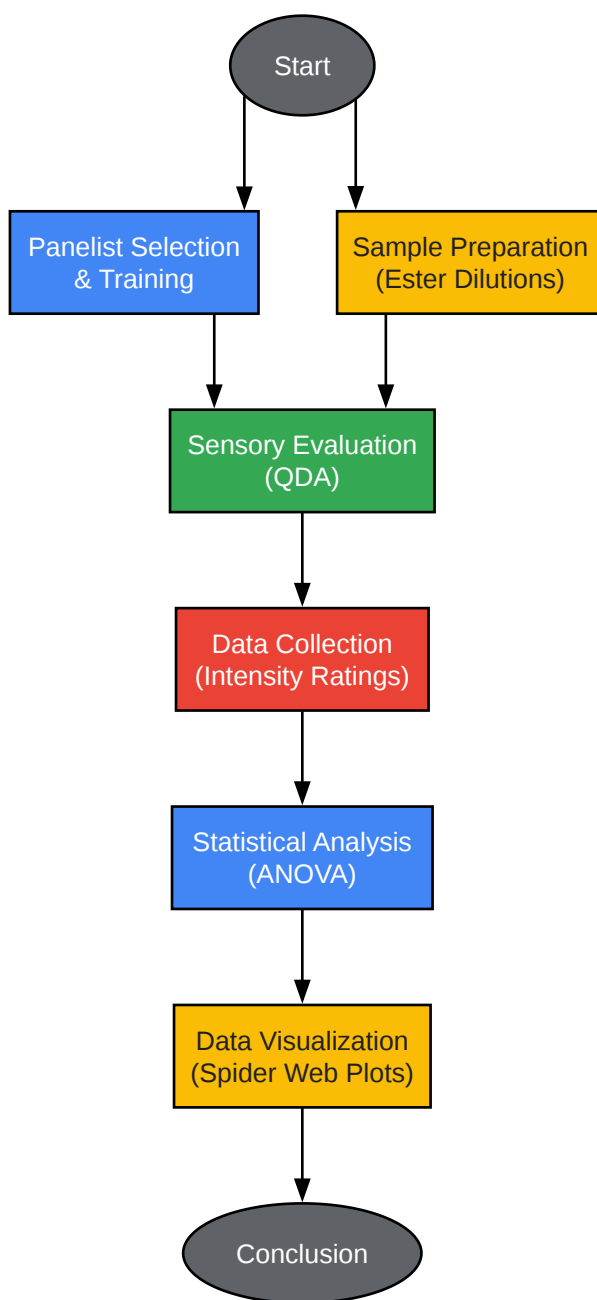 Start
Panelist Selection
& Training
Sample Preparation
(Ester Dilutions)
Sensory Evaluation
(QDA)
Data Collection
(Intensity Ratings)
Statistical Analysis
(ANOVA)
Data Visualization
(Spider Web Plots)
Conclusion